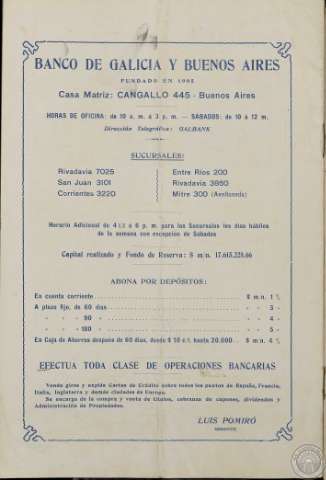 BANCO DE GALICIA Y BUENOS AIRES
FUNDADO EN 1905
Casa Matriz: CANGALLO 445 - Buenos Aires
HORAS DE OFICINA: de 10 a. m. á 3 p. m. — SABADOS: de 10 á 12 m.
Dirección Telegráfica: GALBANK
SUCURSALES:
Rivadavia 7025
San Juan 3101
Corrientes 3220
Entre Rios 200
Rivadavia 3860
Mitre 300 (Avellaneda)
Horario Adicional de 4 1/2 a 6 p. m. para las Sucursales los días hábiles
de la semana con excepción de Sábados
Capital realizado y Fondo de Reserva: $ m/n. 17.615.228.66
ABONA POR DEPÓSITOS:
En cuenta corriente $ m/n. 1 %
A plazo fijo, de 60 días » » 3 »
» » » 90 » » » 4 »
» » » 180 » » » 5 »
En Caja de Ahorros después de 60 días, desde $ 10 c/l. hasta 20.000 $ m/n. 4 %
EFECTUA TODA CLASE DE OPERACIONES BANCARIAS
Vende giros y expide Cartas de Crédito sobre todos los puntos de España, Francia,
Italia, Inglaterra y demás ciudades de Europa.
Se encarga de la compra y venta de títulos, cobranza de cupones, dividendos y
Administración de Propiedades.
LUIS POMIRÓ
GERENTE